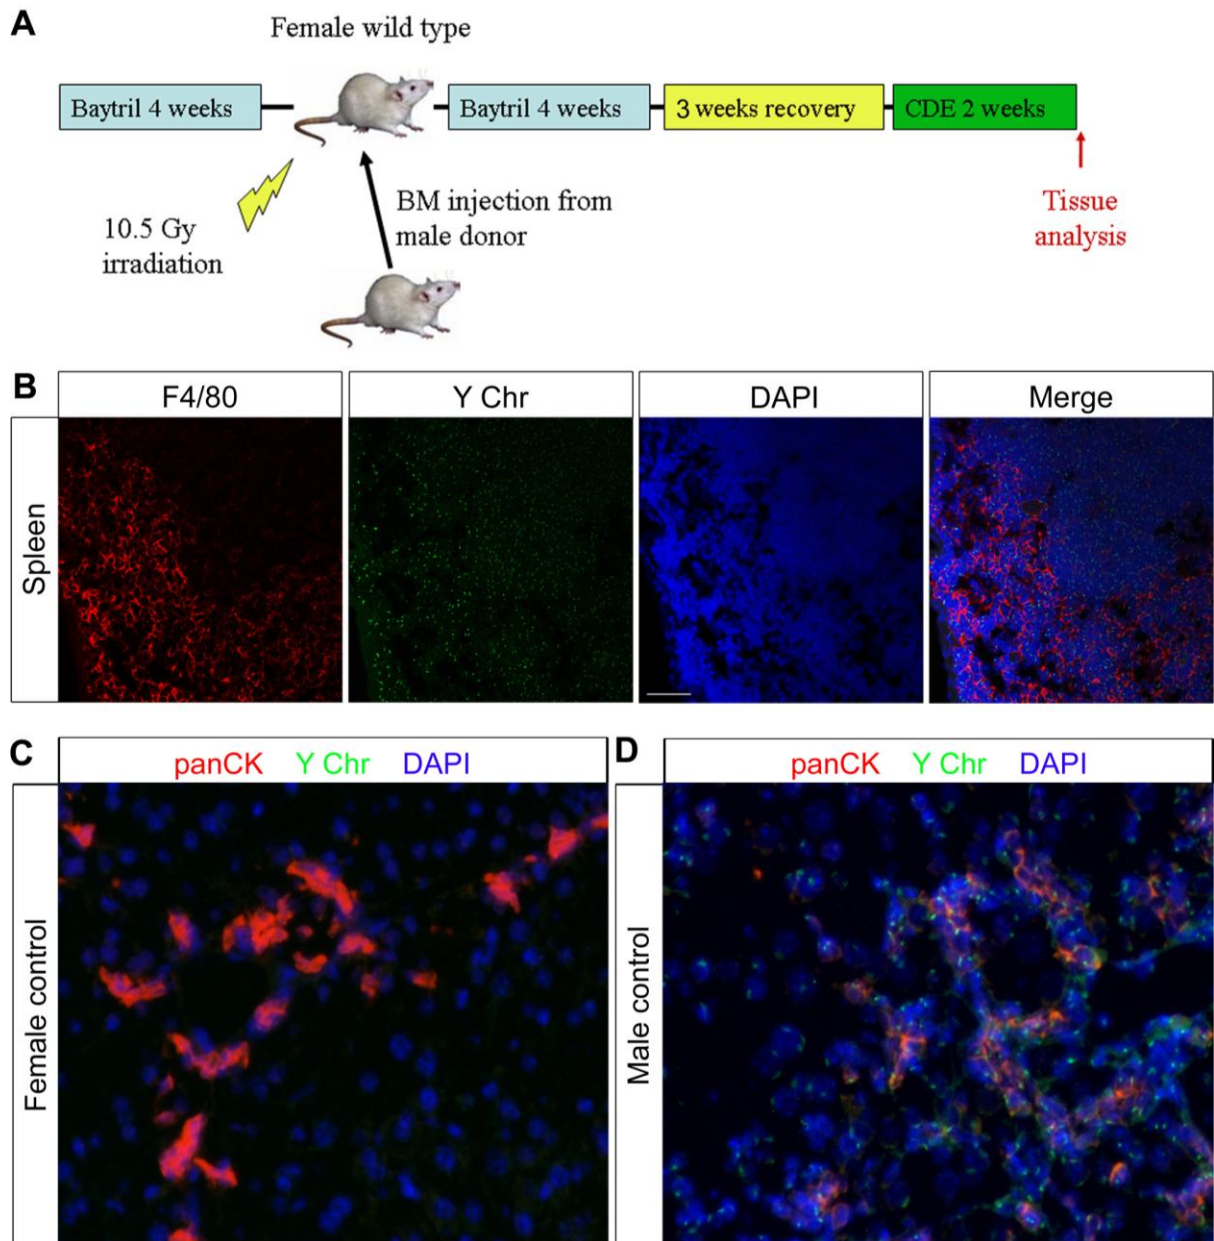 A
Female wild type
Baytril 4 weeks
Baytril 4 weeks
3 weeks recovery
CDE 2 weeks
10.5 Gy
irradiation
BM injection from
male donor
Tissue
analysis
B
F4/80
Y Chr
DAPI
Merge
Spleen
C
panCK Y Chr DAPI
Female control
D
panCK Y Chr DAPI
Male control